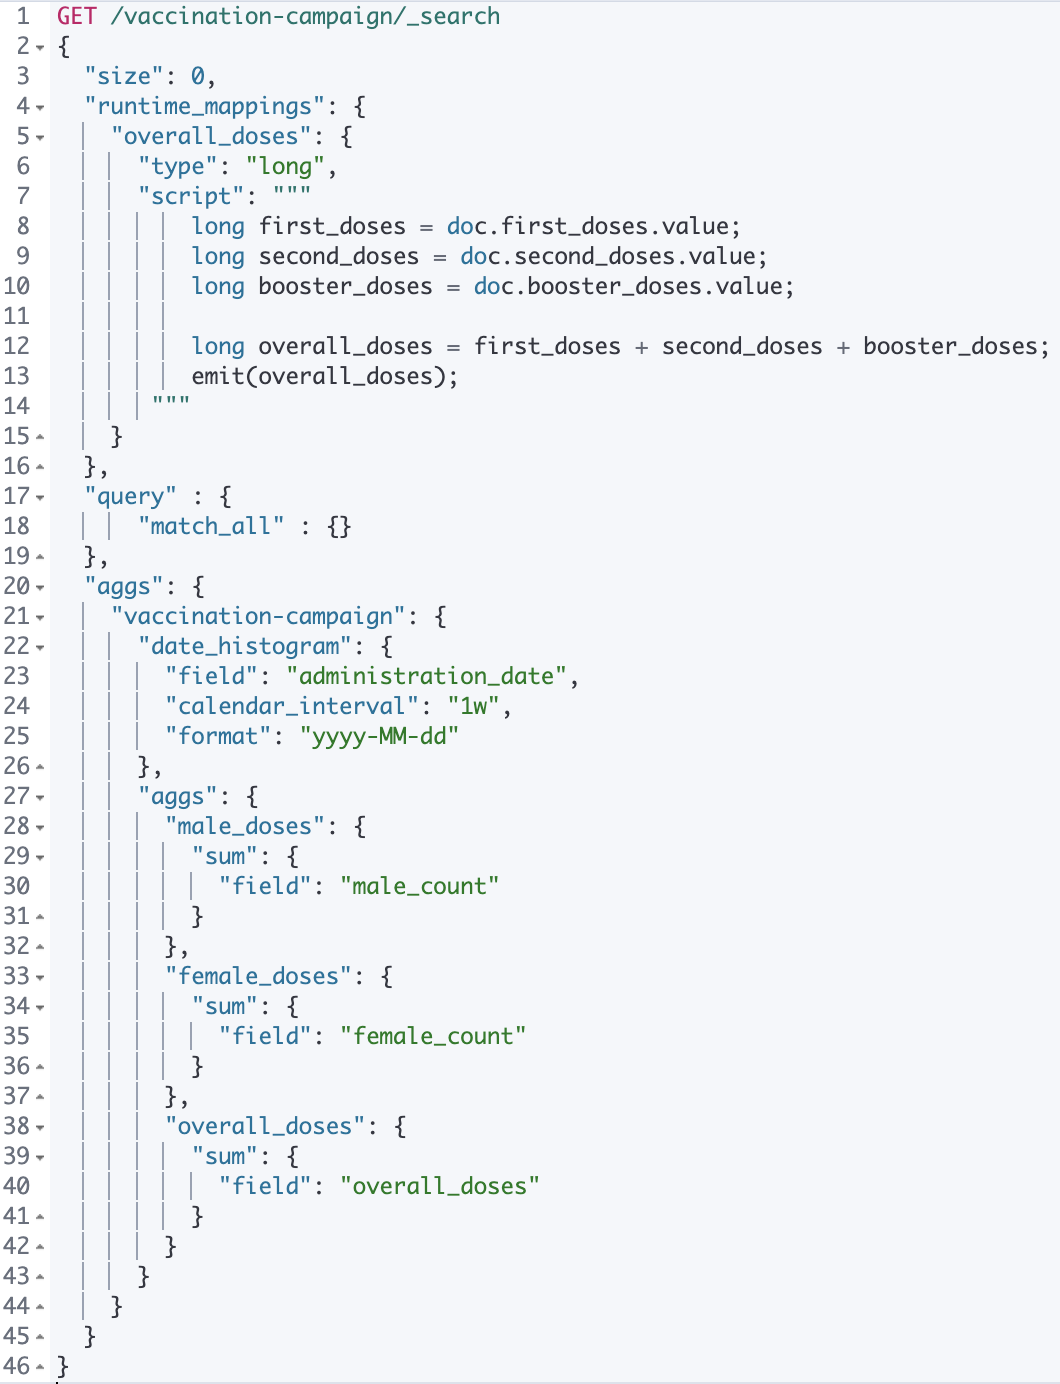 1 GET /vaccination-campaign/_search
2 {
3 "size": 0,
4 "runtime_mappings": {
5 "overall_doses": {
6 "type": "long",
7 "script": """
8 long first_doses = doc.first_doses.value;
9 long second_doses = doc.second_doses.value;
10 long booster_doses = doc.booster_doses.value;
11
12 long overall_doses = first_doses + second_doses + booster_doses;
13 emit(overall_doses);
14 """
15 }
16 },
17 "query" : {
18 "match_all" : {}
19 },
20 "aggs": {
21 "vaccination-campaign": {
22 "date_histogram": {
23 "field": "administration_date",
24 "calendar_interval": "1w",
25 "format": "yyyy-MM-dd"
26 },
27 "aggs": {
28 "male_doses": {
29 "sum": {
30 "field": "male_count"
31 }
32 },
33 "female_doses": {
34 "sum": {
35 "field": "female_count"
36 }
37 },
38 "overall_doses": {
39 "sum": {
40 "field": "overall_doses"
41 }
42 }
43 }
44 }
45 }
46 }